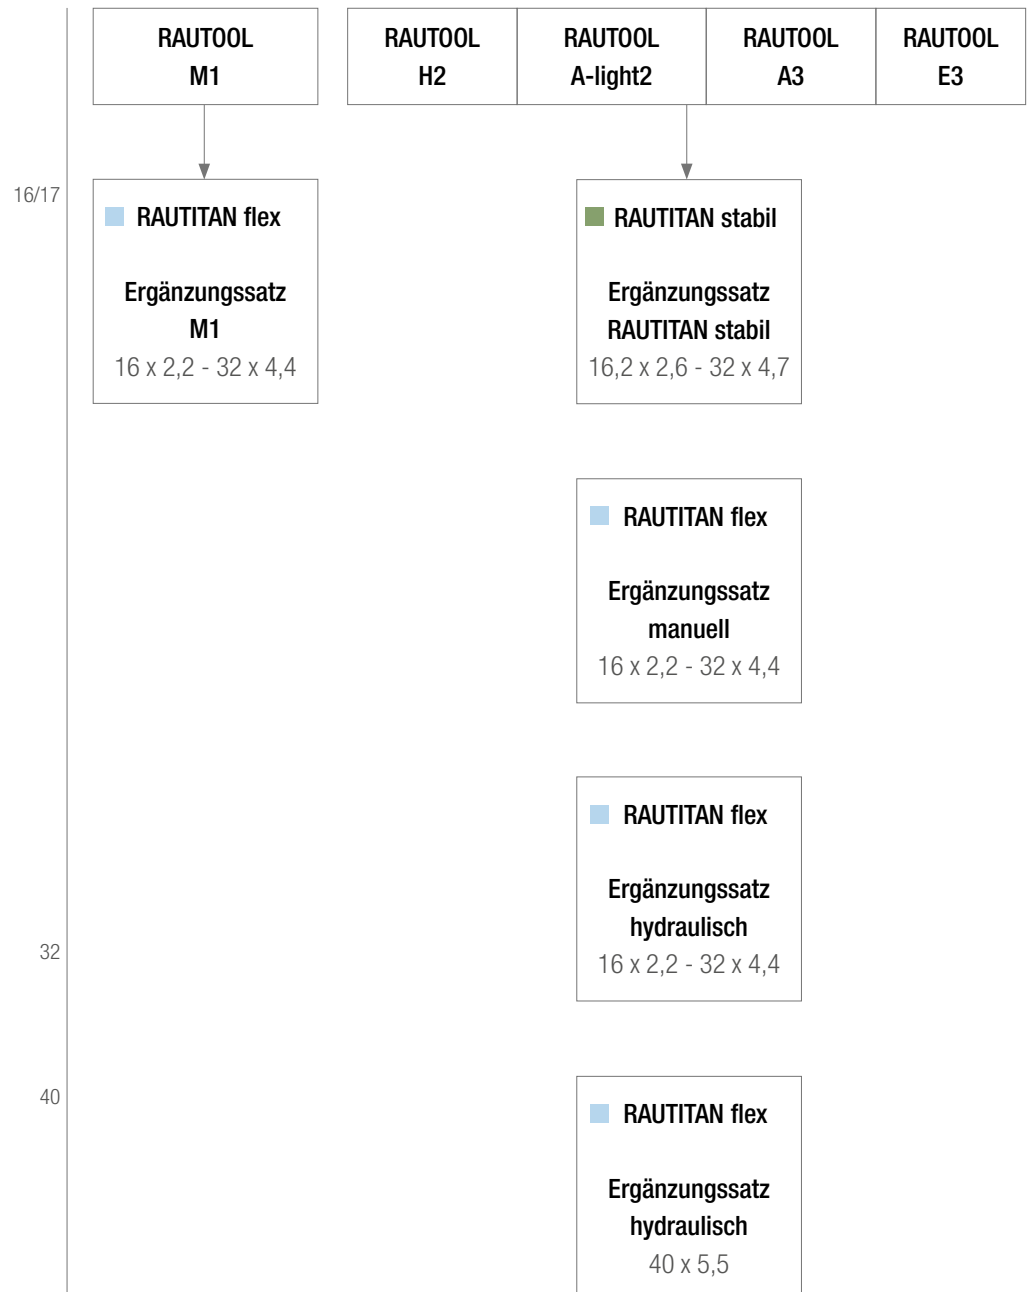 RAUTOOL
M1
RAUTOOL
H2
RAUTOOL
A-light2
RAUTOOL
A3
RAUTOOL
E3
16/17
RAUTITAN flex
Ergänzungssatz
M1
16 x 2,2 - 32 x 4,4
RAUTITAN stabil
Ergänzungssatz
RAUTITAN stabil
16,2 x 2,6 - 32 x 4,7
RAUTITAN flex
Ergänzungssatz
manuell
16 x 2,2 - 32 x 4,4
RAUTITAN flex
Ergänzungssatz
hydraulisch
16 x 2,2 - 32 x 4,4
32
40
RAUTITAN flex
Ergänzungssatz
hydraulisch
40 x 5,5